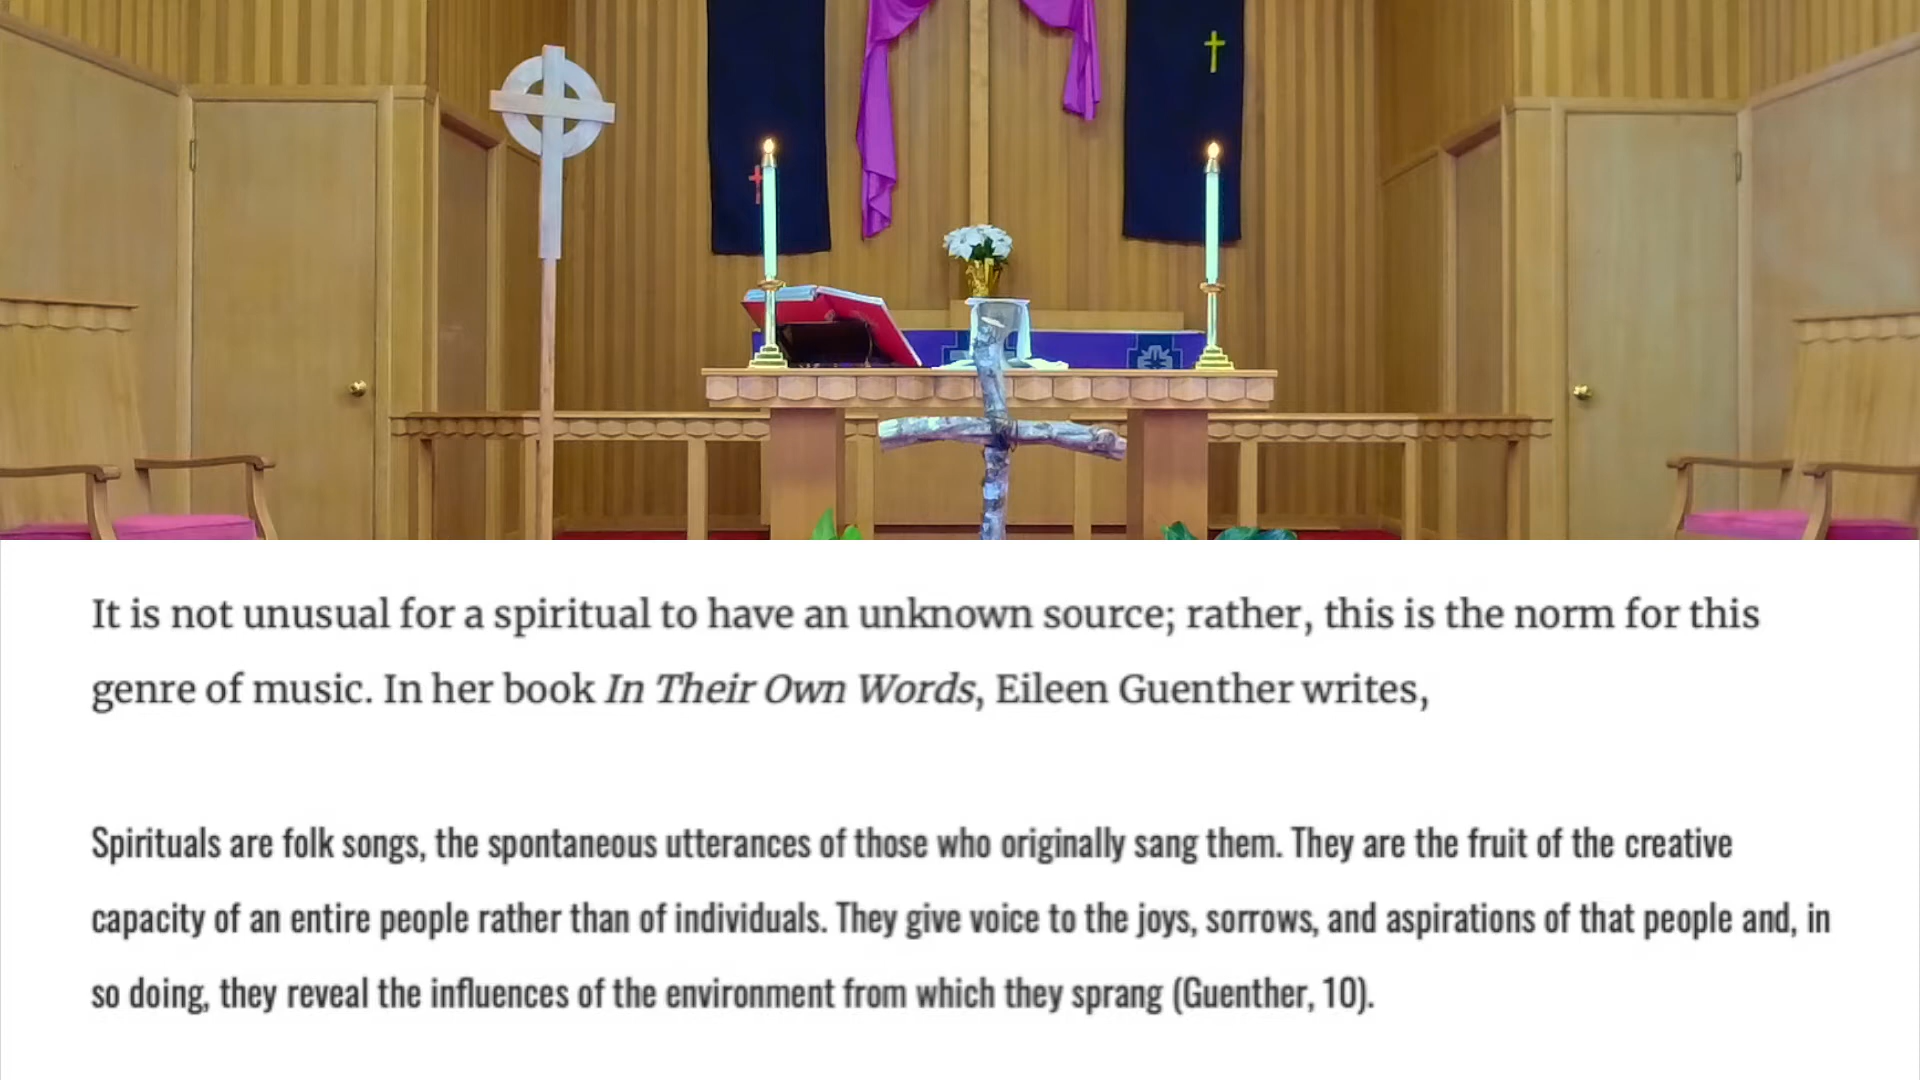 It is not unusual for a spiritual to have an unknown source; rather, this is the norm for this
genre of music. In her book In Their Own Words, Eileen Guenther writes,
Spirituals are folk songs, the spontaneous utterances of those who originally sang them. They are the fruit of the creative
capacity of an entire people rather than of individuals. They give voice to the joys, sorrows, and aspirations of that people and, in
so doing, they reveal the influences of the environment from which they sprang (Guenther, 10).